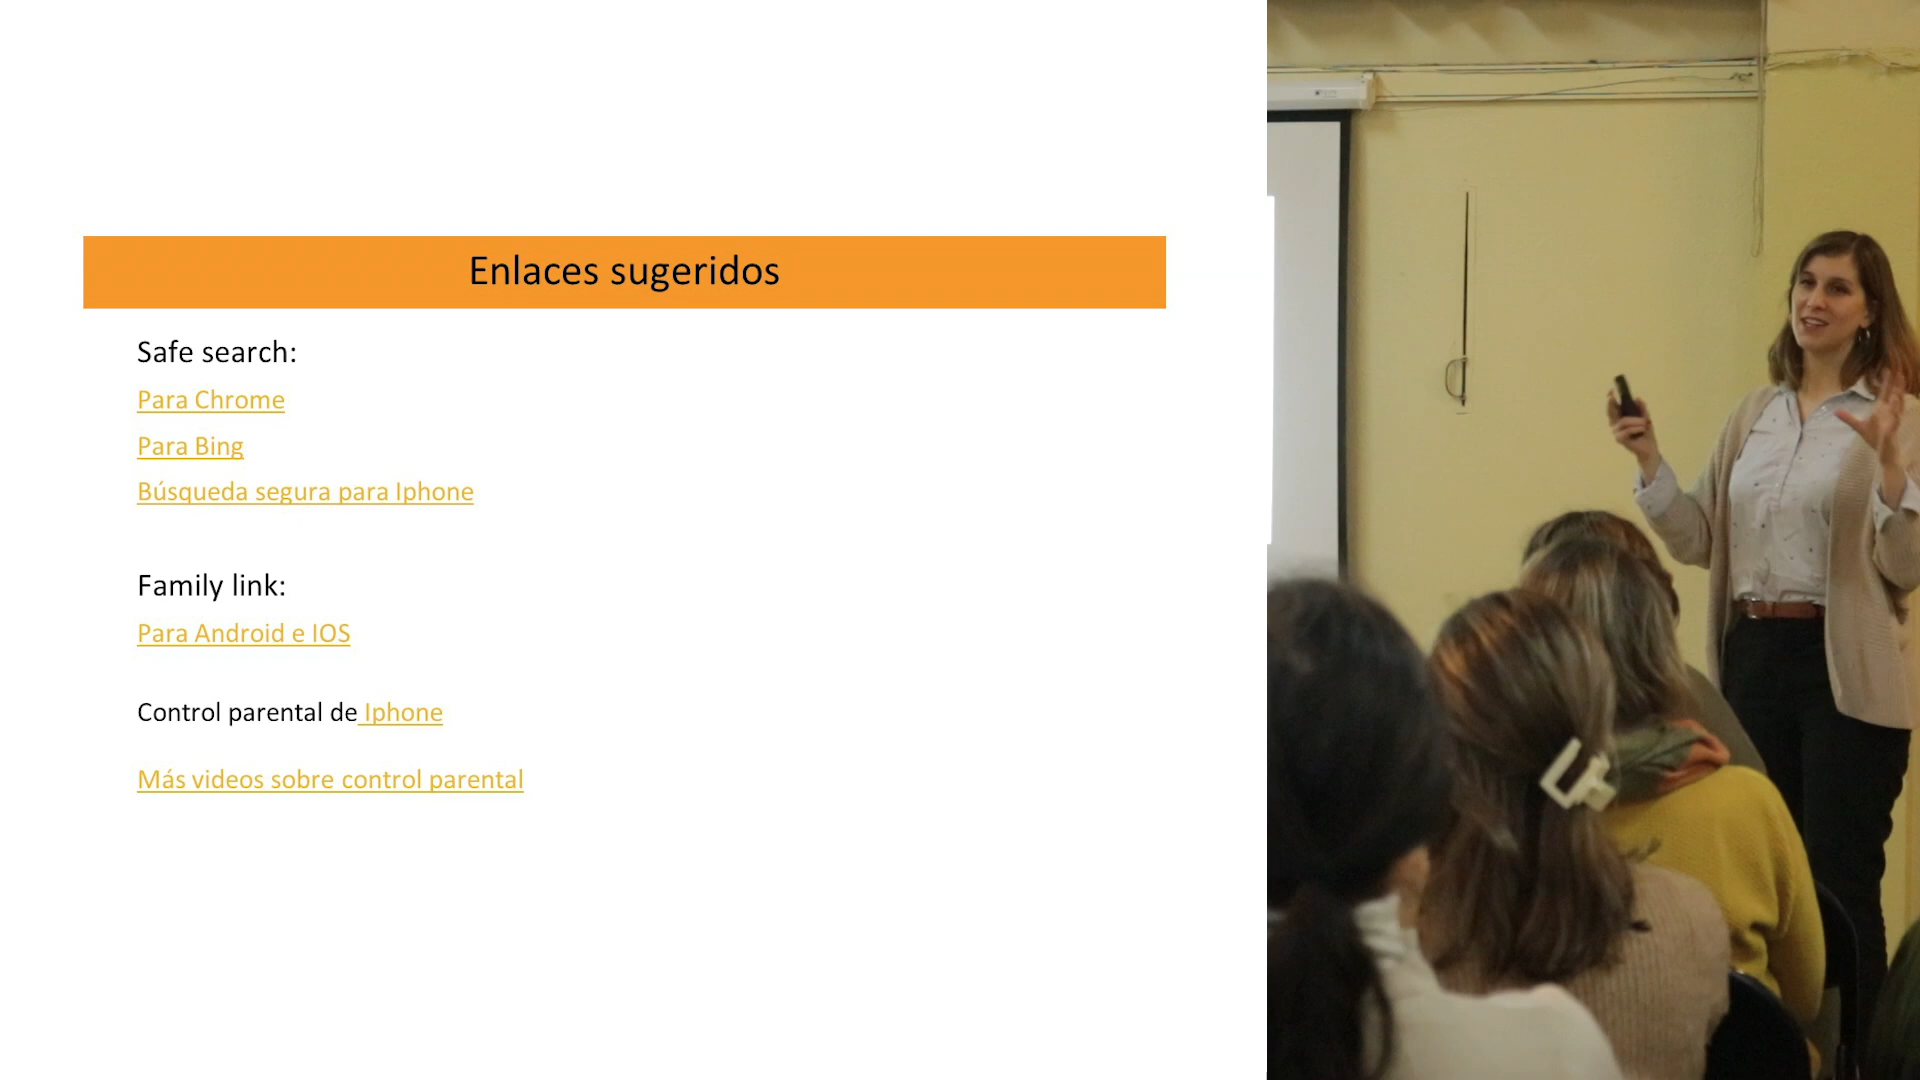 Enlaces sugeridos
Safe search:
Para Chrome
Para Bing
Búsqueda segura para Iphone
Family link:
Para Android e IOS
Control parental de Iphone
Más videos sobre control parental